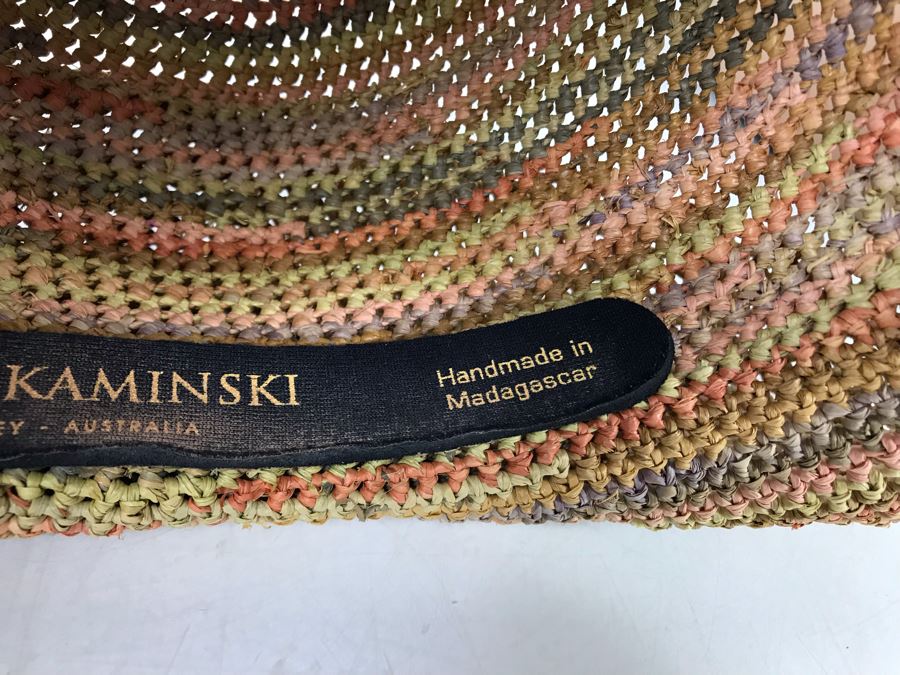 KAMINSKI
EY - AUSTRALIA
Handmade in
Madagascar